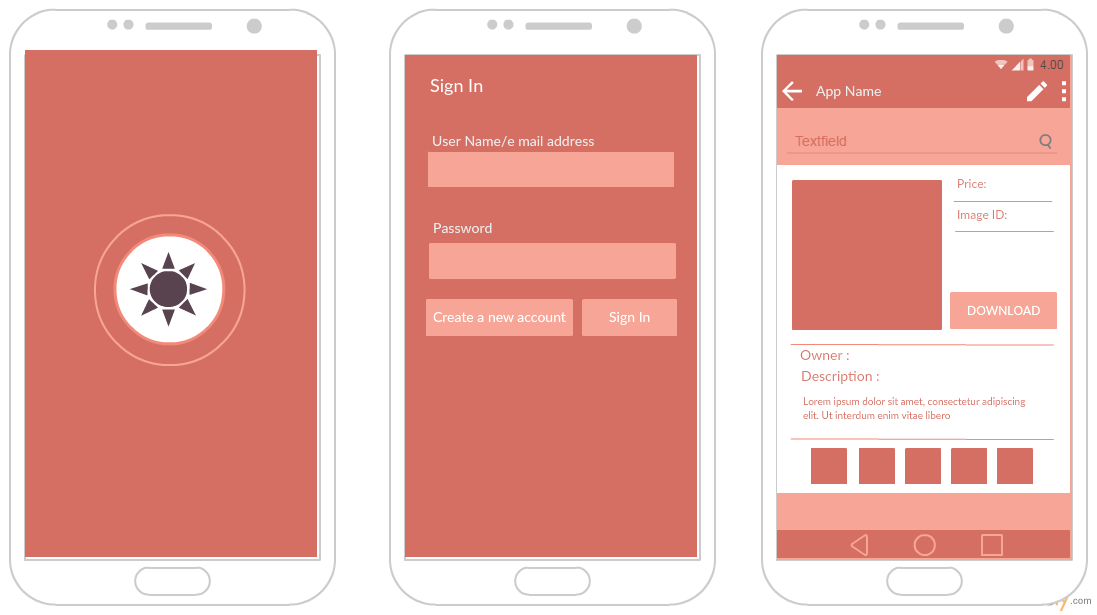 Sign In
User Name/e mail address
Password
Create a new account
Sign In
4.00
App Name
Textfield
Price:
Image ID:
DOWNLOAD
Owner :
Description :
Lorem ipsum dolor sit amet, consectetur adipiscing
elit. Ut interdum enim vitae libero
.com